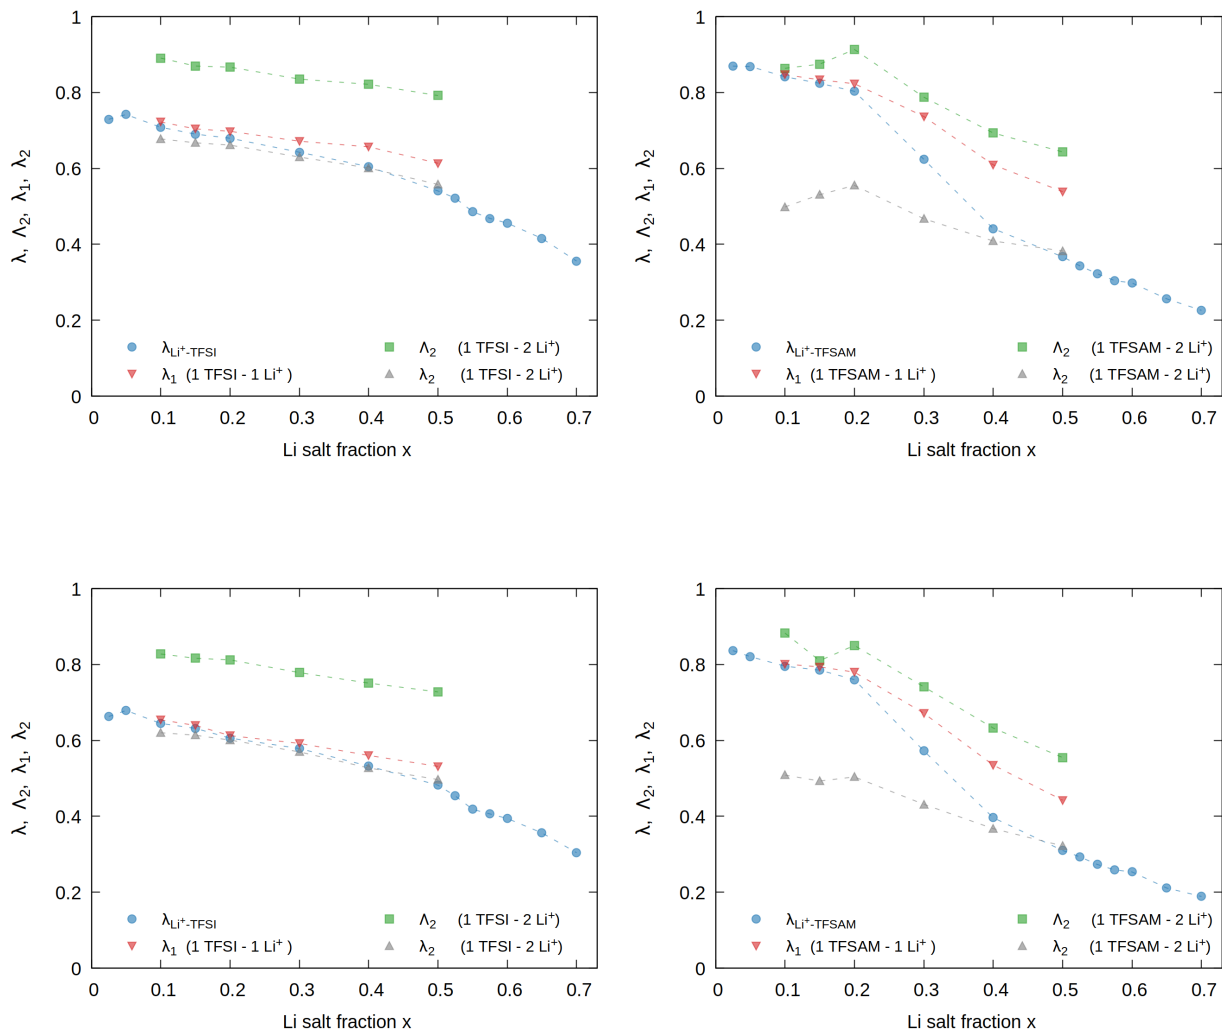 λ, Λ₂, λ₁, λ₂
1
0.8
0.6
0.4
0.2
0
λLi⁺-TFSI
Λ₂ (1 TFSI - 2 Li⁺)
λ₁ (1 TFSI - 1 Li⁺ )
λ₂ (1 TFSI - 2 Li⁺)
0 0.1 0.2 0.3 0.4 0.5 0.6 0.7
Li salt fraction x
λ, Λ₂, λ₁, λ₂
1
0.8
0.6
0.4
0.2
0
λLi⁺-TFSAM
Λ₂ (1 TFSAM - 2 Li⁺)
λ₁ (1 TFSAM - 1 Li⁺ )
λ₂ (1 TFSAM - 2 Li⁺)
0 0.1 0.2 0.3 0.4 0.5 0.6 0.7
Li salt fraction x
λ, Λ₂, λ₁, λ₂
1
0.8
0.6
0.4
0.2
0
λLi⁺-TFSI
Λ₂ (1 TFSI - 2 Li⁺)
λ₁ (1 TFSI - 1 Li⁺ )
λ₂ (1 TFSI - 2 Li⁺)
0 0.1 0.2 0.3 0.4 0.5 0.6 0.7
Li salt fraction x
λ, Λ₂, λ₁, λ₂
1
0.8
0.6
0.4
0.2
0
λLi⁺-TFSAM
Λ₂ (1 TFSAM - 2 Li⁺)
λ₁ (1 TFSAM - 1 Li⁺ )
λ₂ (1 TFSAM - 2 Li⁺)
0 0.1 0.2 0.3 0.4 0.5 0.6 0.7
Li salt fraction x